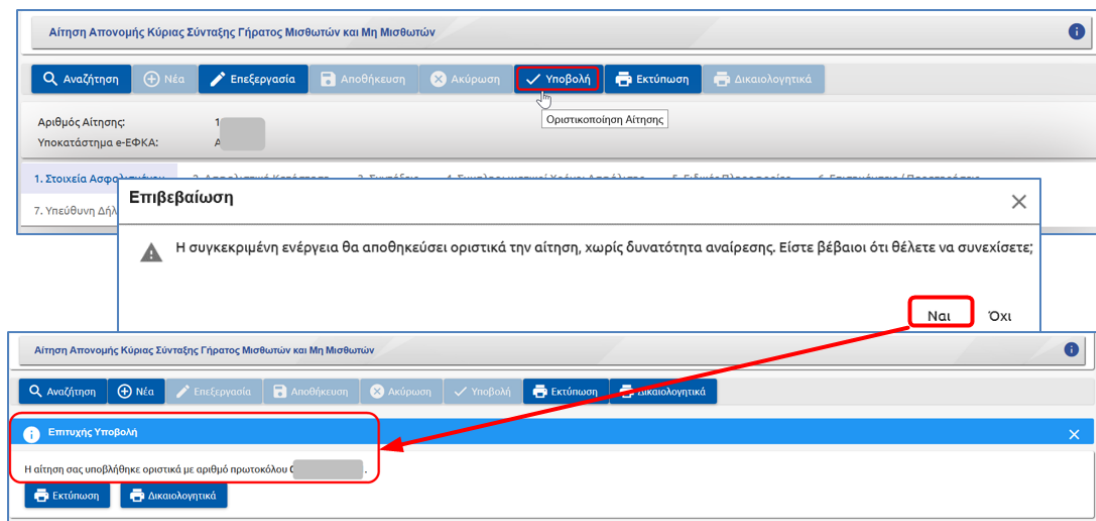 Αίτηση Απονομής Κύριας Σύνταξης Γήρατος Μισθωτών και Μη Μισθωτών
Αναζήτηση Νέα Επεξεργασία Αποθήκευση Ακύρωση Υποβολή Εκτύπωση Δικαιολογητικά
Αριθμός Αίτησης: 1
Οριστικοποίηση Αίτησης
Υποκατάστημα e-ΕΦΚΑ: Α
1. Στοιχεία
7. Υπεύθυνη
Επιβεβαίωση
Η συγκεκριμένη ενέργεια θα αποθηκεύσει οριστικά την αίτηση, χωρίς δυνατότητα αναίρεσης. Είστε βέβαιοι ότι θέλετε να συνεχίσετε;
Ναι Όχι
Αίτηση Απονομής Κύριας Σύνταξης Γήρατος Μισθωτών και Μη Μισθωτών
Αναζήτηση Νέα Επεξεργασία Αποθήκευση Ακύρωση Υποβολή Εκτύπωση Δικαιολογητικά
Επιτυχής Υποβολή
Η αίτηση σας υποβλήθηκε οριστικά με αριθμό πρωτοκόλου .
Εκτύπωση Δικαιολογητικά